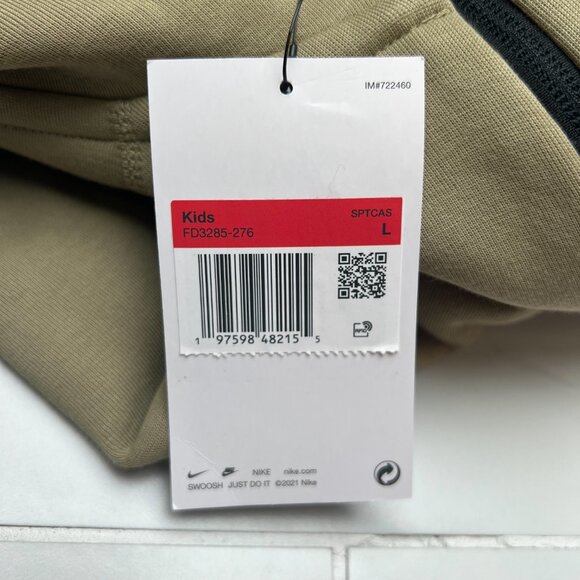 IM#722460
Kids SPTCAS
FD3285-276 L
1 97598 48215 5
RFID
NIKE nike.com
SWOOSH JUST DO IT ©2021 Nike